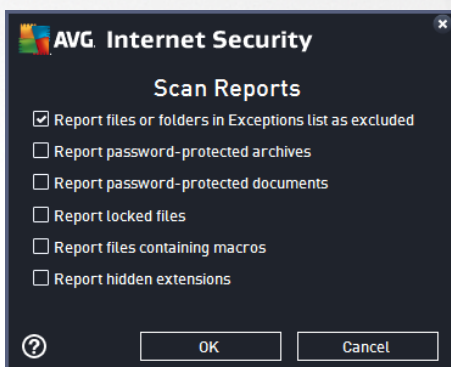 AVG. Internet Security
Scan Reports
Report files or folders in Exceptions list as excluded
Report password-protected archives
Report password-protected documents
Report locked files
Report files containing macros
Report hidden extensions
OK
Cancel